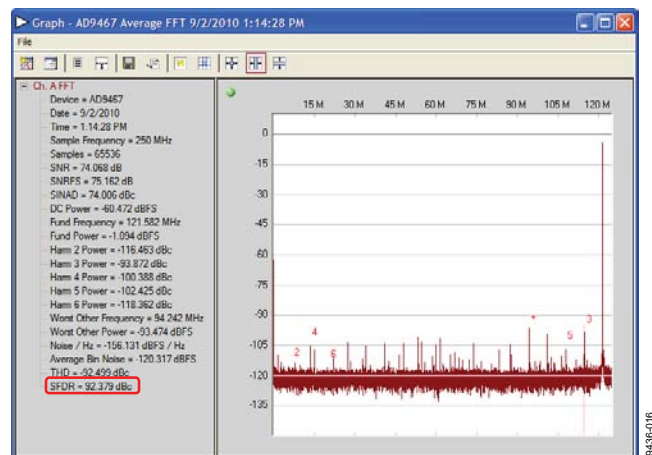 Graph - AD9467 Average FFT 9/2/2010 1:14:28 PM
File
Ch. A FFT
Device = AD9467
Date = 9/2/2010
Time = 1:14:28 PM
Sample Frequency = 250 MHz
Samples = 65536
SNR = 74.068 dB
SNRFS = 75.162 dB
SINAD = 74.006 dBc
DC Power = -60.472 dBFS
Fund Frequency = 121.582 MHz
Fund Power = -1.094 dBFS
Harm 2 Power = -116.463 dBc
Harm 3 Power = -93.872 dBc
Harm 4 Power = -100.388 dBc
Harm 5 Power = -102.425 dBc
Harm 6 Power = -118.362 dBc
Worst Other Frequency = 94.242 MHz
Worst Other Power = -93.474 dBFS
Noise / Hz = -156.131 dBFS / Hz
Average Bin Noise = -120.317 dBFS
THD = -92.499 dBc
SFDR = 92.379 dBc
15 M 30 M 45 M 60 M 75 M 90 M 105 M 120 M
0
-15
-30
-45
-60
-75
-90
-105
-120
-135
2
4
6
+
5
3
09436-016